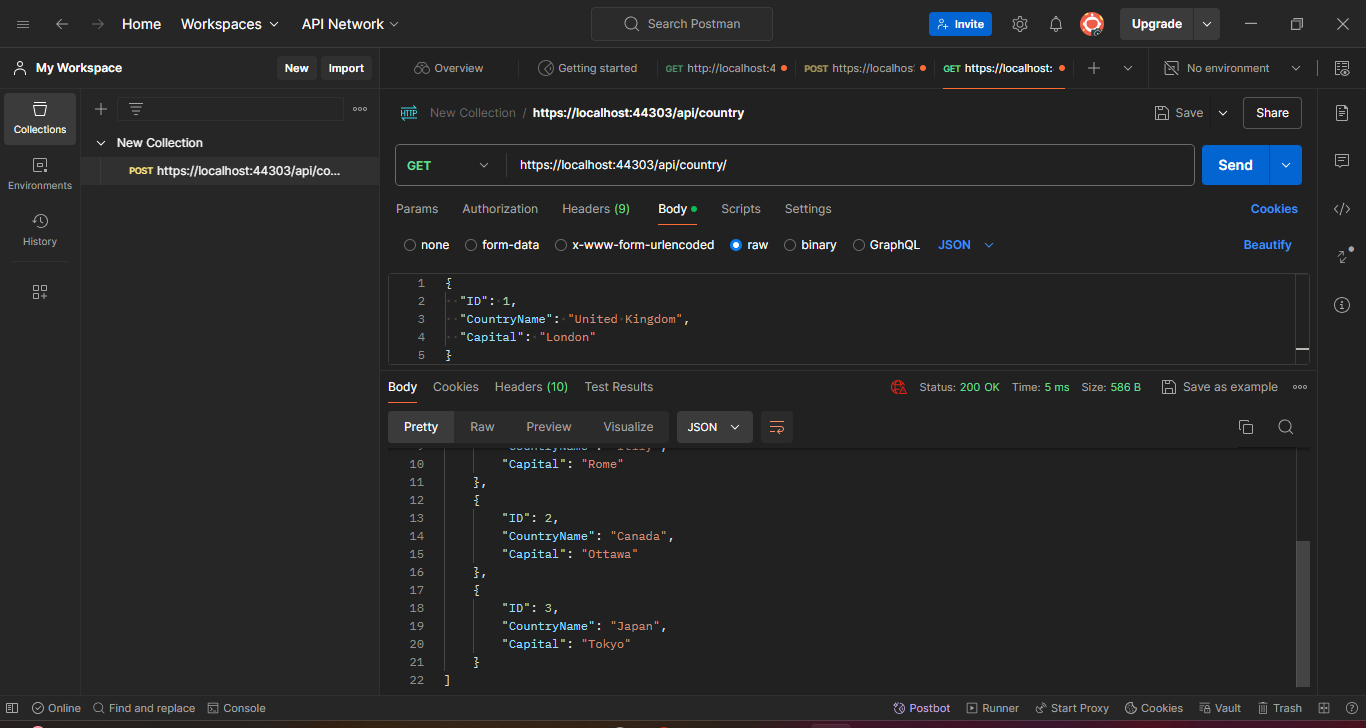 Home Workspaces API Network Search Postman Invite Upgrade
My Workspace New Import Overview Getting started GET http://localhost:4 POST https://localhos GET https://localhost: No environment
Collections
Environments
History
New Collection
POST https://localhost:44303/api/co...
HTTP New Collection / https://localhost:44303/api/country Save Share
GET https://localhost:44303/api/country/ Send
Params Authorization Headers (9) Body Scripts Settings Cookies
none form-data x-www-form-urlencoded raw binary GraphQL JSON Beautify
1 {
2 "ID": 1,
3 "CountryName": "United Kingdom",
4 "Capital": "London"
5 }
Body Cookies Headers (10) Test Results Status: 200 OK Time: 5 ms Size: 586 B Save as example
Pretty Raw Preview Visualize JSON
10 "Capital": "Rome"
11 },
12 {
13 "ID": 2,
14 "CountryName": "Canada",
15 "Capital": "Ottawa"
16 },
17 {
18 "ID": 3,
19 "CountryName": "Japan",
20 "Capital": "Tokyo"
21 }
22 ]
Online Find and replace Console Postbot Runner Start Proxy Cookies Vault Trash